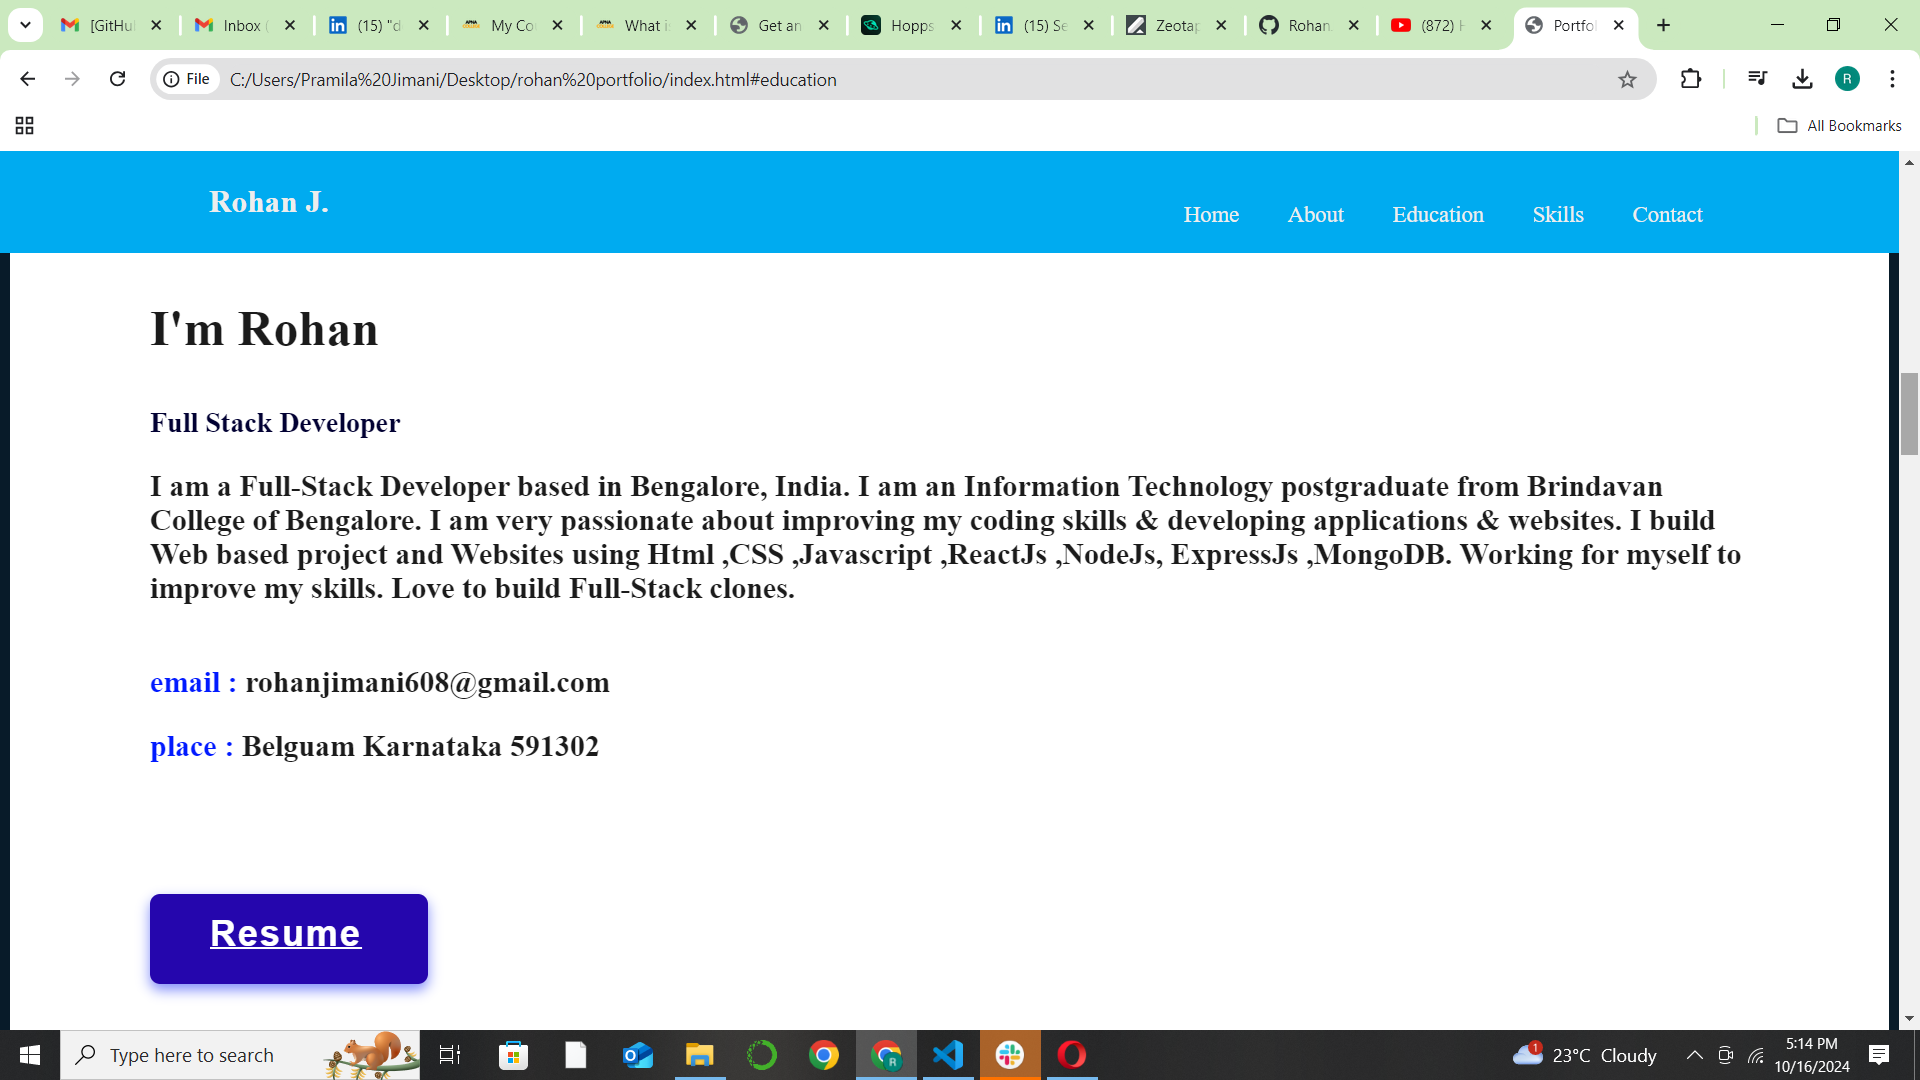 [GitHu
Inbox (
(15) "d
My Cou
What is
Get an
Hopps
(15) Se
Zeotap
Rohan
(872) H
Portfol
File
C:/Users/Pramila%20Jimani/Desktop/rohan%20portfolio/index.html#education
R
All Bookmarks
Rohan J.
Home
About
Education
Skills
Contact
I'm Rohan
Full Stack Developer
I am a Full-Stack Developer based in Bengalore, India. I am an Information Technology postgraduate from Brindavan
College of Bengalore. I am very passionate about improving my coding skills & developing applications & websites. I build
Web based project and Websites using Html ,CSS ,Javascript ,ReactJs ,NodeJs, ExpressJs ,MongoDB. Working for myself to
improve my skills. Love to build Full-Stack clones.
email : rohanjimani608@gmail.com
place : Belguam Karnataka 591302
Resume
Type here to search
R
1
23°C Cloudy
5:14 PM
10/16/2024